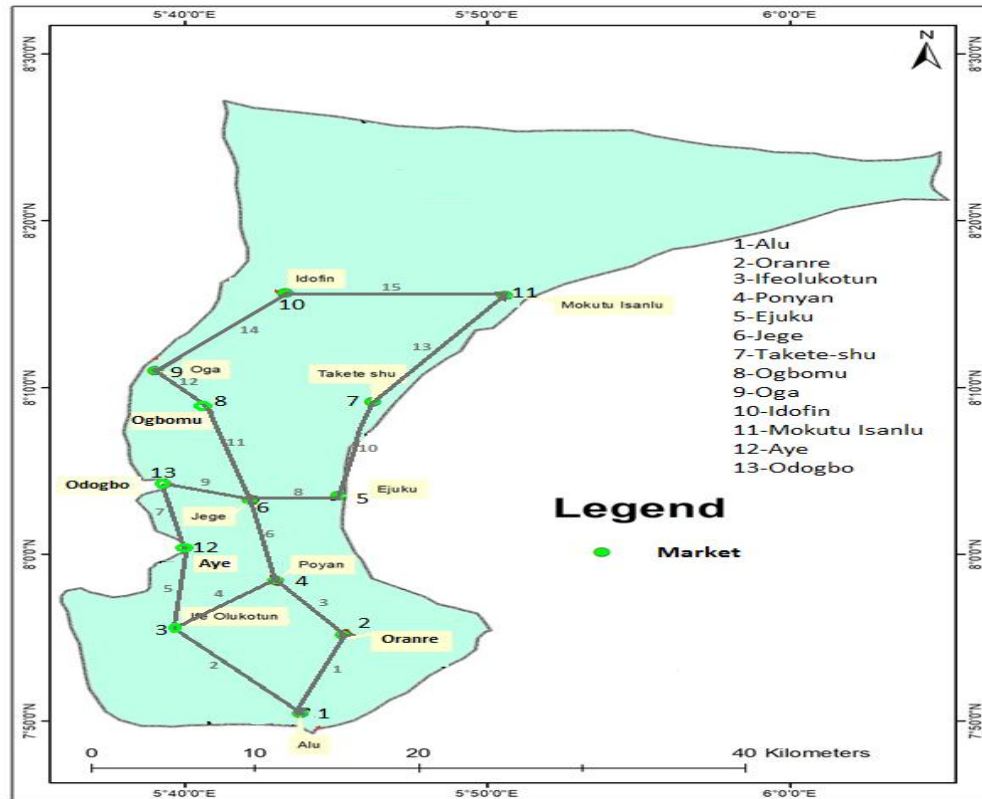 5°40'0"E 5°50'0"E 6°0'0"E
N
8°30'0"N 8°30'0"N
8°20'0"N 8°20'0"N
1-Alu
2-Oranre
3-Ifeolukotun
4-Ponyan
5-Ejuku
6-Jege
7-Takete-shu
8-Ogbomu
9-Oga
10-Idofin
11-Mokutu Isanlu
12-Aye
13-Odogbo
Idofin
15 11
10 Mokutu Isanlu
14 13
9 Oga
12 Takete shu
8°10'0"N 8°10'0"N
8 7
Ogbomu
11 10
13
Odogbo 9 8 Ejuku
5
6
Jege
Legend
Market
7 6
12
8°0'0"N 8°0'0"N
Aye Poyan
4
5 4 3
Ife Olukotun 2
3 Oranre
2 1
1
7°50'0"N 7°50'0"N
Alu
0 10 20 40 Kilometers
5°40'0"E 5°50'0"E 6°0'0"E